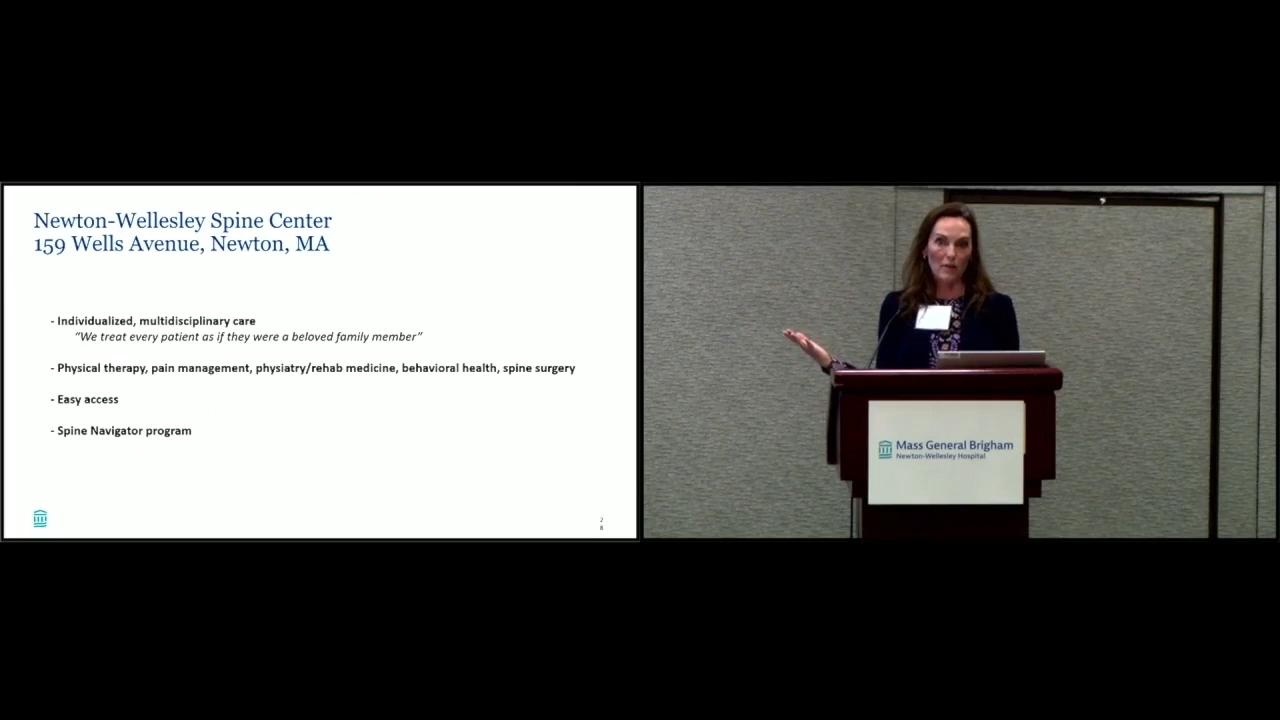 Newton-Wellesley Spine Center
159 Wells Avenue, Newton, MA
- Individualized, multidisciplinary care
“We treat every patient as if they were a beloved family member”
- Physical therapy, pain management, physiatry/rehab medicine, behavioral health, spine surgery
- Easy access
- Spine Navigator program
2
8
Mass General Brigham
Newton-Wellesley Hospital